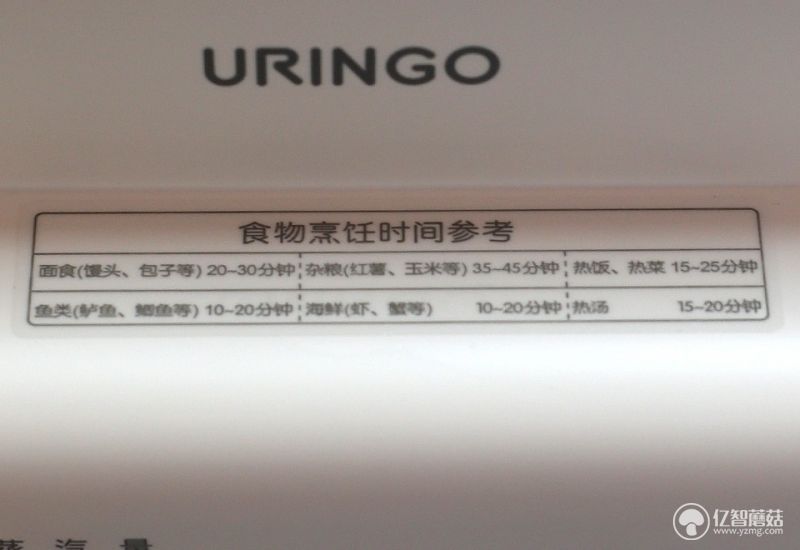 URINGO
食物烹饪时间参考
面食(馒头、包子等) 20~30分钟 杂粮(红薯、玉米等) 35~45分钟 热饭、热菜 15~25分钟
鱼类(鲈鱼、鲫鱼等) 10~20分钟 海鲜(虾、蟹等) 10~20分钟 热汤 15~20分钟
蒸 汽 量
亿智蘑菇
www.yzmg.com